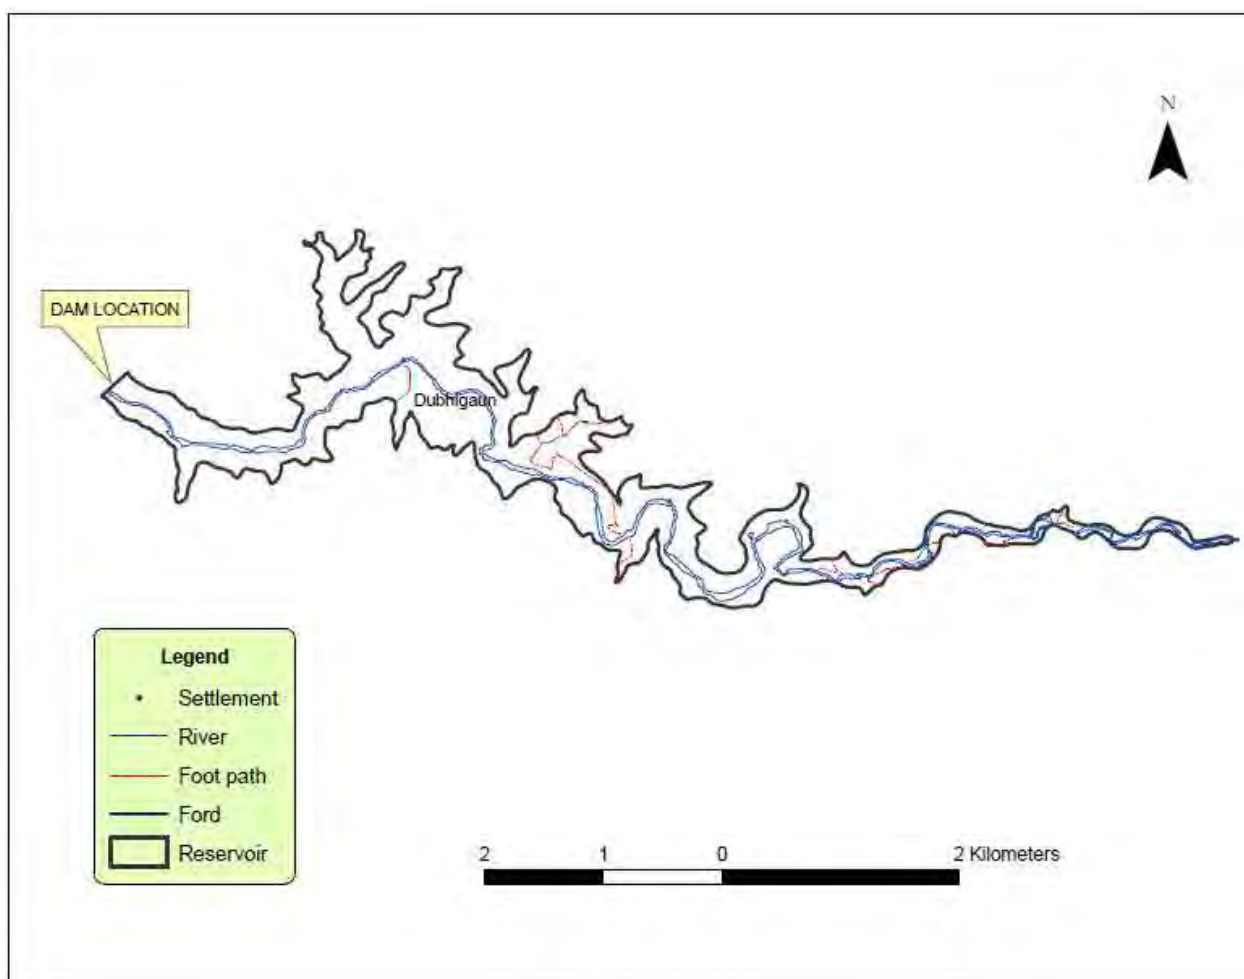 N
DAM LOCATION
Dubhigaun
Legend
Settlement
River
Foot path
Ford
Reservoir
2 1 0 2 Kilometers